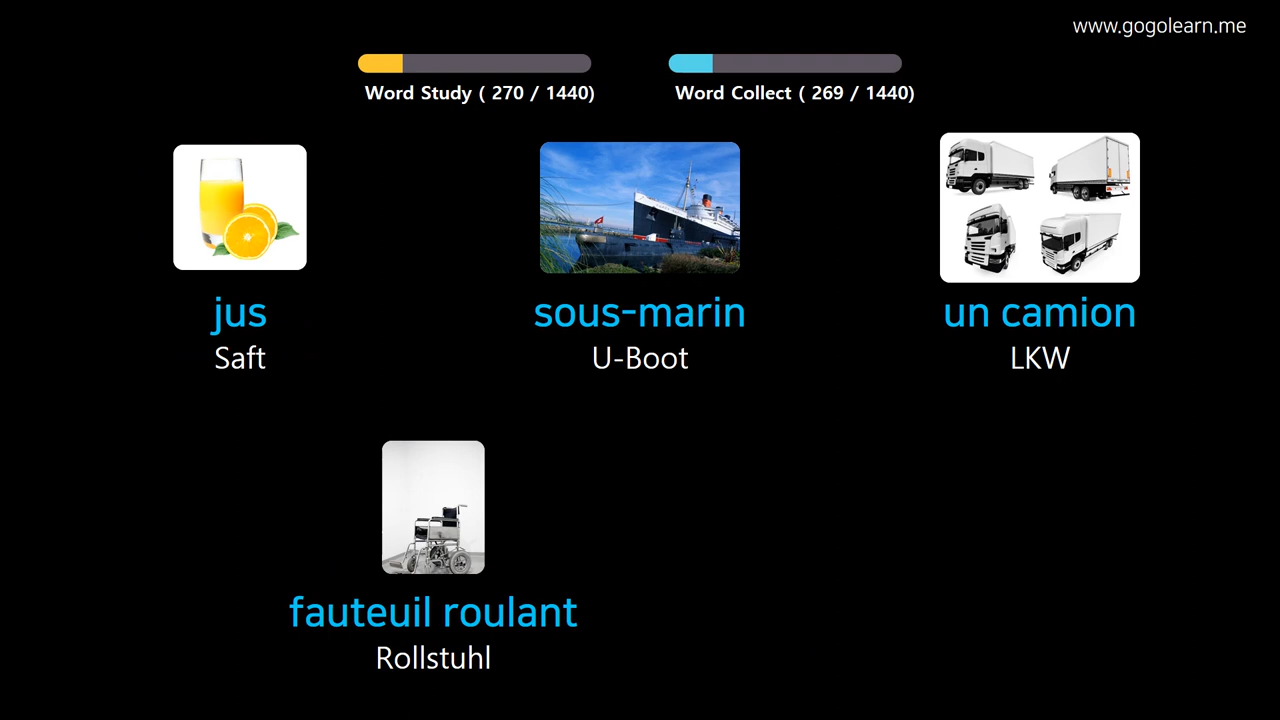 www.gogolearn.me
Word Study ( 270 / 1440)
Word Collect ( 269 / 1440)
jus
Saft
sous-marin
U-Boot
un camion
LKW
fauteuil roulant
Rollstuhl